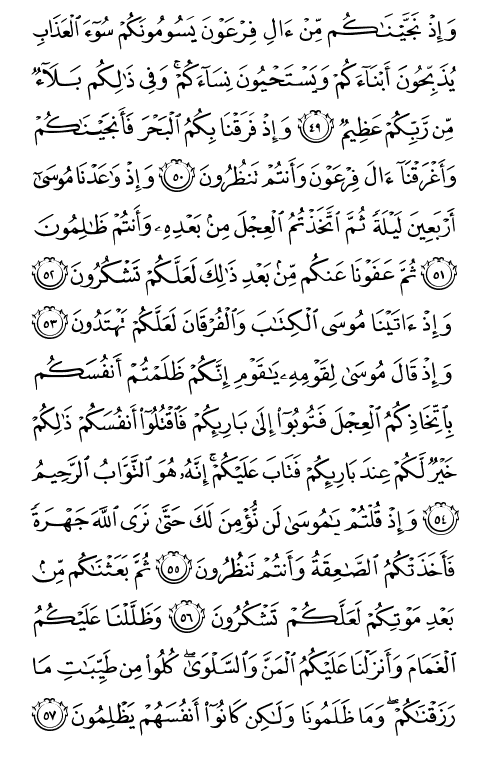 وَإِذْ نَجَّيْنَٰكُم مِّنْ ءَالِ فِرْعَوْنَ يَسُومُونَكُمْ سُوٓءَ ٱلْعَذَابِ
يُذَبِّحُونَ أَبْنَآءَكُمْ وَيَسْتَحْيُونَ نِسَآءَكُمْ ۚ وَفِى ذَٰلِكُم بَلَآءٌ
مِّن رَّبِّكُمْ عَظِيمٌ ٤٩ وَإِذْ فَرَقْنَا بِكُمُ ٱلْبَحْرَ فَأَنجَيْنَٰكُمْ
وَأَغْرَقْنَآ ءَالَ فِرْعَوْنَ وَأَنتُمْ تَنظُرُونَ ٥٠ وَإِذْ وَٰعَدْنَا مُوسَىٰٓ
أَرْبَعِينَ لَيْلَةً ثُمَّ ٱتَّخَذْتُمُ ٱلْعِجْلَ مِنۢ بَعْدِهِۦ وَأَنتُمْ ظَٰلِمُونَ
٥١ ثُمَّ عَفَوْنَا عَنكُم مِّنۢ بَعْدِ ذَٰلِكَ لَعَلَّكُمْ تَشْكُرُونَ ٥٢
وَإِذْ ءَاتَيْنَا مُوسَى ٱلْكِتَٰبَ وَٱلْفُرْقَانَ لَعَلَّكُمْ تَهْتَدُونَ ٥٣
وَإِذْ قَالَ مُوسَىٰ لِقَوْمِهِۦ يَٰقَوْمِ إِنَّكُمْ ظَلَمْتُمْ أَنفُسَكُم
بِٱتِّخَاذِكُمُ ٱلْعِجْلَ فَتُوبُوٓا۟ إِلَىٰ بَارِئِكُمْ فَٱقْتُلُوٓا۟ أَنفُسَكُمْ ذَٰلِكُمْ
خَيْرٌ لَّكُمْ عِندَ بَارِئِكُمْ فَتَابَ عَلَيْكُمْ ۚ إِنَّهُۥ هُوَ ٱلتَّوَّابُ ٱلرَّحِيمُ
٥٤ وَإِذْ قُلْتُمْ يَٰمُوسَىٰ لَن نُّؤْمِنَ لَكَ حَتَّىٰ نَرَى ٱللَّهَ جَهْرَةً
فَأَخَذَتْكُمُ ٱلصَّٰعِقَةُ وَأَنتُمْ تَنظُرُونَ ٥٥ ثُمَّ بَعَثْنَٰكُم مِّنۢ
بَعْدِ مَوْتِكُمْ لَعَلَّكُمْ تَشْكُرُونَ ٥٦ وَظَلَّلْنَا عَلَيْكُمُ
ٱلْغَمَامَ وَأَنزَلْنَا عَلَيْكُمُ ٱلْمَنَّ وَٱلسَّلْوَىٰ ۖ كُلُوا۟ مِن طَيِّبَٰتِ مَا
رَزَقْنَٰكُمْ ۖ وَمَا ظَلَمُونَا وَلَٰكِن كَانُوٓا۟ أَنفُسَهُمْ يَظْلِمُونَ ٥٧